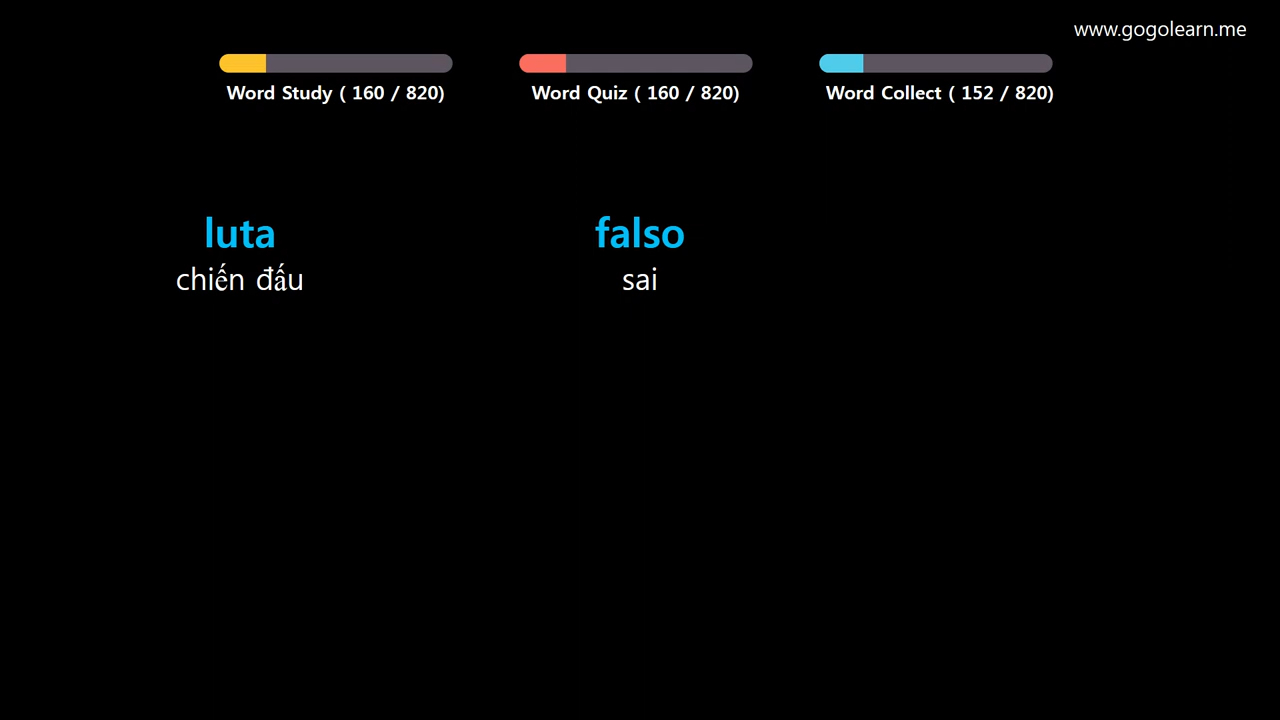 www.gogolearn.me
Word Study ( 160 / 820)
Word Quiz ( 160 / 820)
Word Collect ( 152 / 820)
luta
chiến đấu
falso
sai